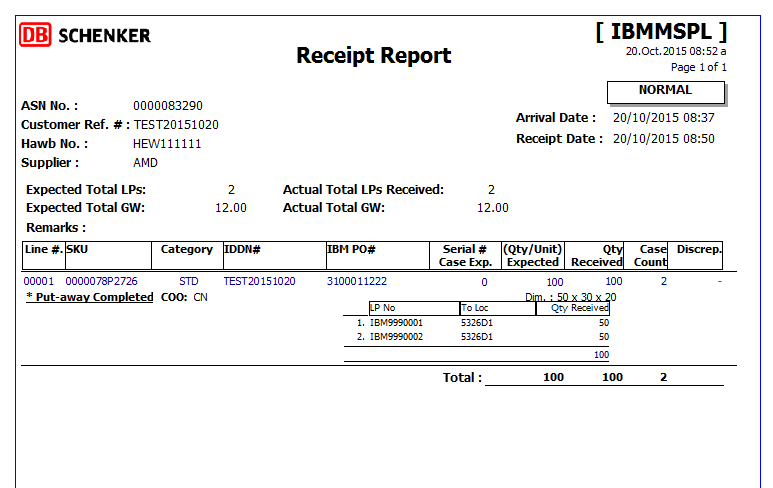 DB SCHENKER
[ IBMMSPL ]
Receipt Report
20.Oct.2015 08:52 a
Page 1 of 1
NORMAL
ASN No. : 0000083290
Customer Ref. # : TEST20151020
Arrival Date : 20/10/2015 08:37
Hawb No. : HEW111111
Receipt Date : 20/10/2015 08:50
Supplier : AMD
Expected Total LPs: 2 Actual Total LPs Received: 2
Expected Total GW: 12.00 Actual Total GW: 12.00
Remarks :
Line #. SKU Category IDDN# IBM PO# Serial # (Qty/Unit) Qty Case Discrep.
Case Exp. Expected Received Count
00001 0000078P2726 STD TEST20151020 3100011222 0 100 100 2 -
* Put-away Completed COO: CN Dim. : 50 x 30 x 20
LP No To Loc Qty Received
1. IBM9990001 5326D1 50
2. IBM9990002 5326D1 50
100
Total : 100 100 2